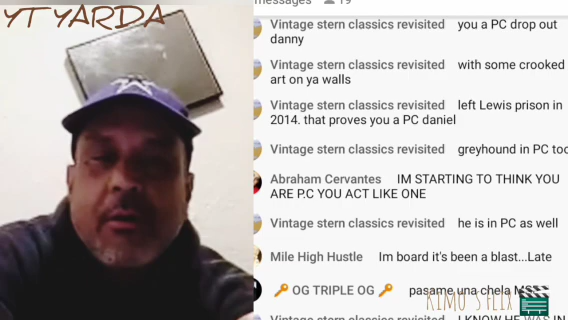 YT YARDA
messages 19
Vintage stern classics revisited you a PC drop out
danny
Vintage stern classics revisited with some crooked
art on ya walls
Vintage stern classics revisited left Lewis prison in
2014. that proves you a PC daniel
Vintage stern classics revisited greyhound in PC too
Abraham Cervantes IM STARTING TO THINK YOU
ARE P.C YOU ACT LIKE ONE
Vintage stern classics revisited he is in PC as well
Mile High Hustle Im board it's been a blast...Late
🔑 OG TRIPLE OG 🔑 pasame una chela
KIMO'S FLIX
Vintage stern classics revisited I KNOW HE WAS IN